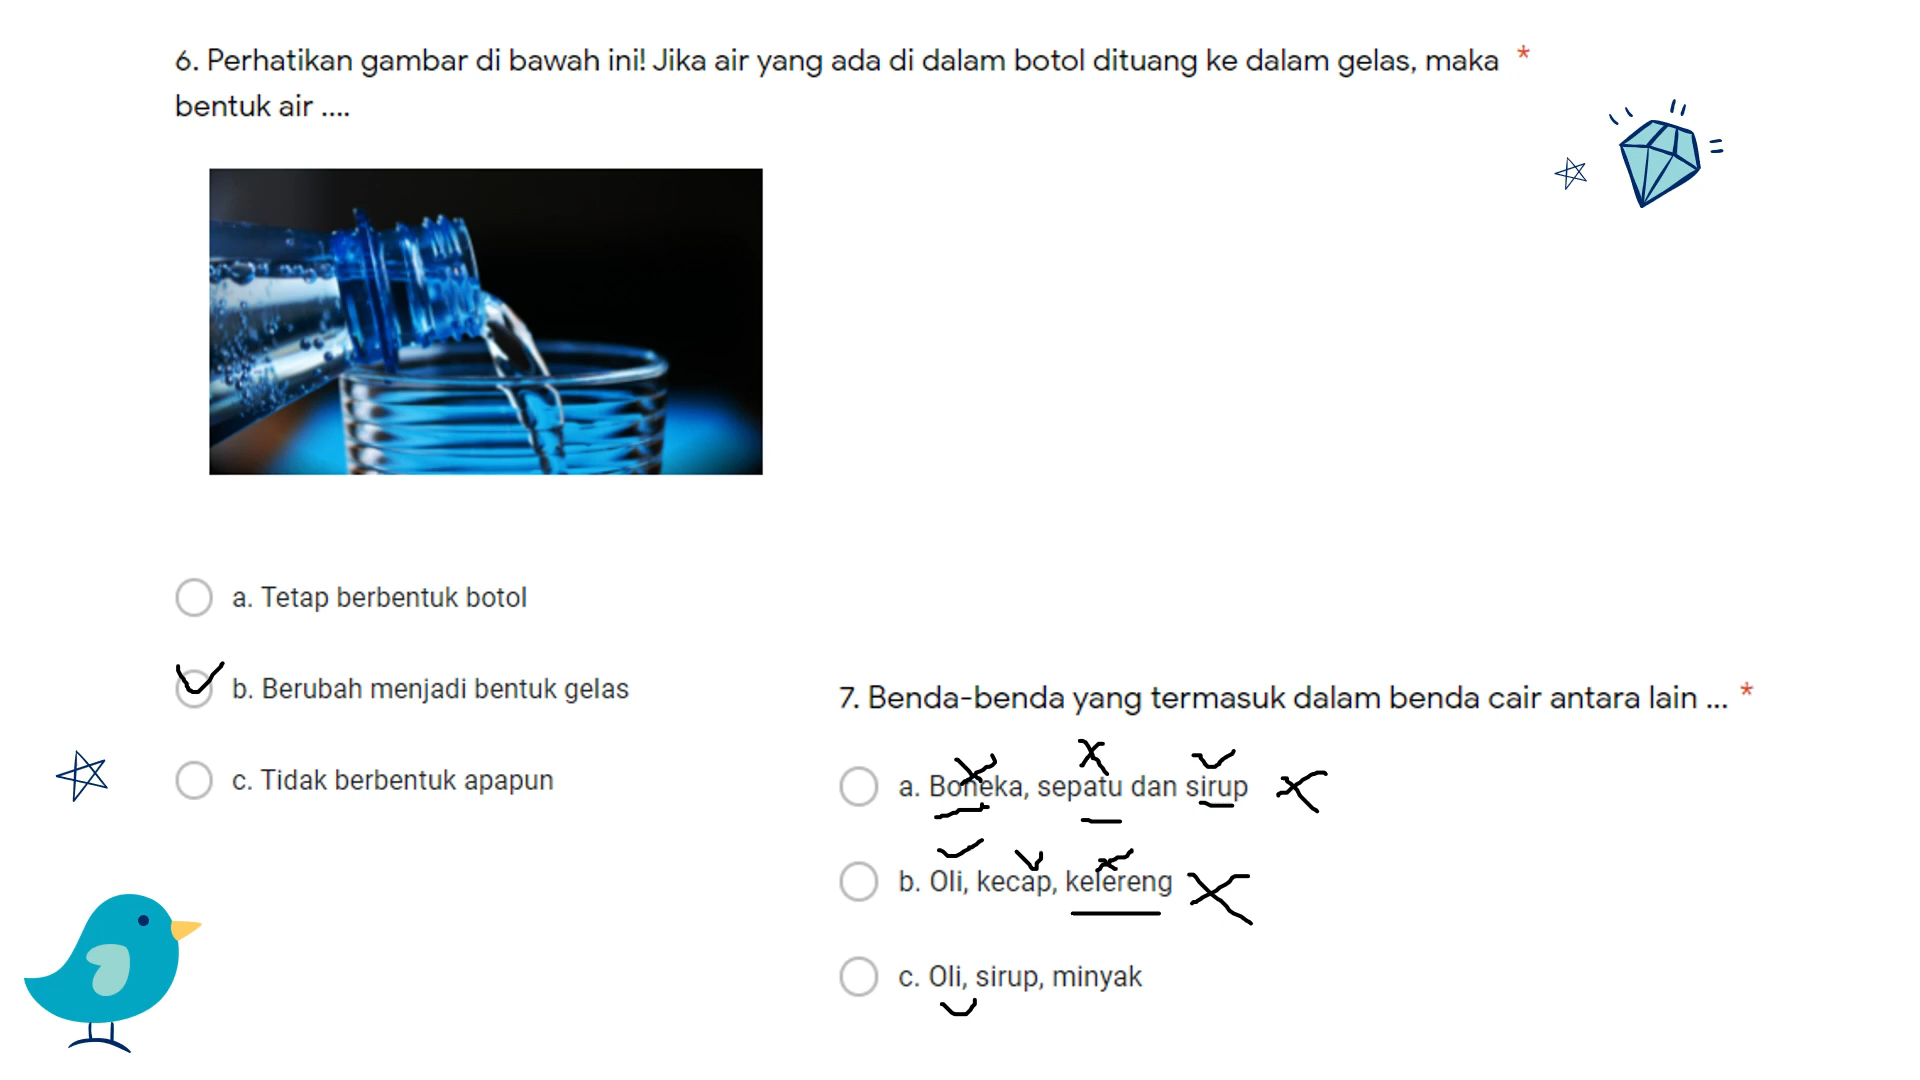 6. Perhatikan gambar di bawah ini! Jika air yang ada di dalam botol dituang ke dalam gelas, maka *
bentuk air ....
a. Tetap berbentuk botol
b. Berubah menjadi bentuk gelas
c. Tidak berbentuk apapun
7. Benda-benda yang termasuk dalam benda cair antara lain ... *
a. Boneka, sepatu dan sirup
b. Oli, kecap, kelereng
c. Oli, sirup, minyak